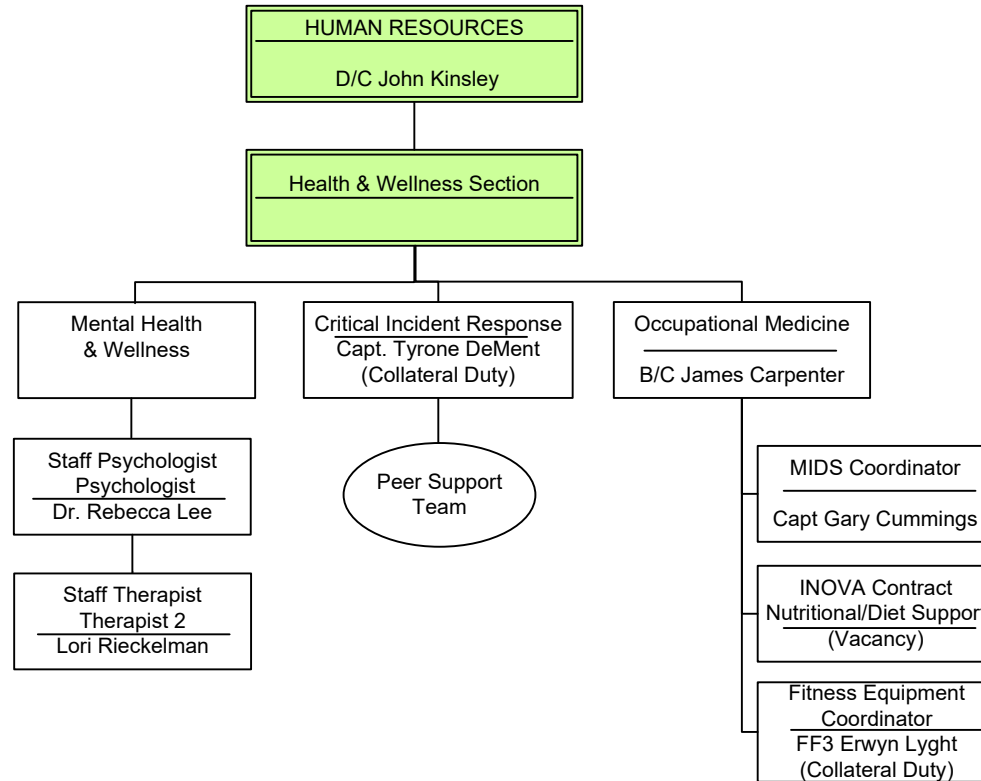 HUMAN RESOURCES
D/C John Kinsley
Health & Wellness Section
Mental Health
& Wellness
Critical Incident Response
Capt. Tyrone DeMent
(Collateral Duty)
Occupational Medicine
B/C James Carpenter
Staff Psychologist
Psychologist
Dr. Rebecca Lee
Peer Support
Team
MIDS Coordinator
Capt Gary Cummings
Staff Therapist
Therapist 2
Lori Rieckelman
INOVA Contract
Nutritional/Diet Support
(Vacancy)
Fitness Equipment
Coordinator
FF3 Erwyn Lyght
(Collateral Duty)